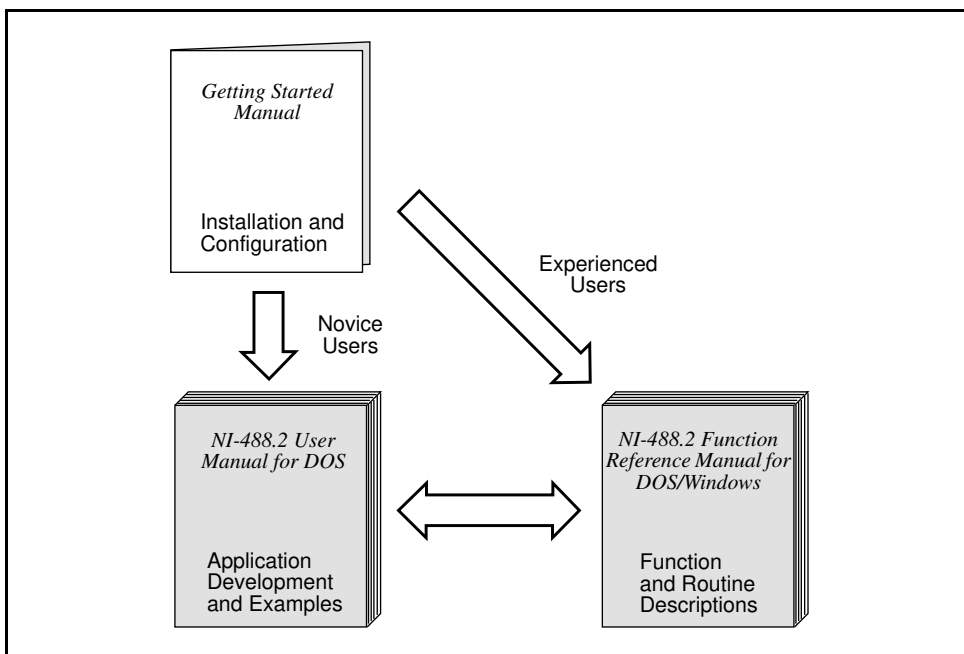 Getting Started
Manual
Installation and
Configuration
Experienced
Users
Novice
Users
NI-488.2 User
Manual for DOS
Application
Development
and Examples
NI-488.2 Function
Reference Manual for
DOS/Windows
Function
and Routine
Descriptions